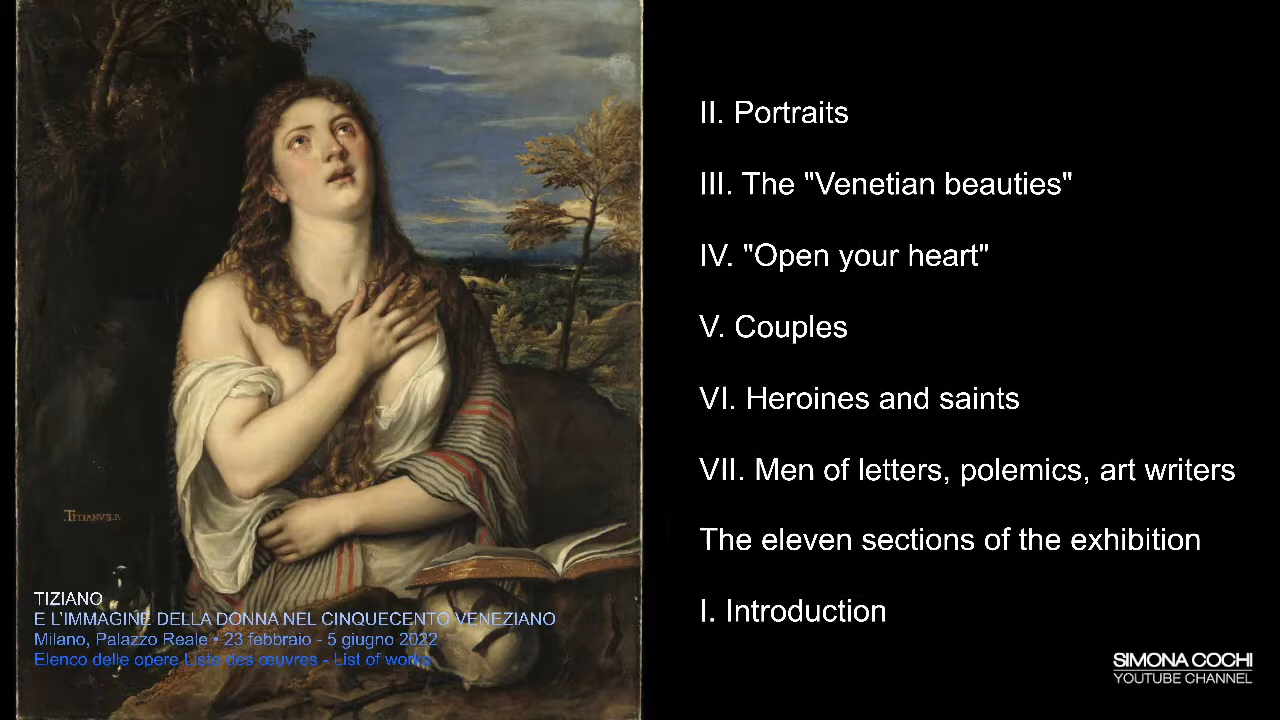 TITIANVS.P.
TIZIANO
E L'IMMAGINE DELLA DONNA NEL CINQUECENTO VENEZIANO
Milano, Palazzo Reale • 23 febbraio - 5 giugno 2022
Elenco delle opere Liste des œuvres - List of works
II. Portraits
III. The "Venetian beauties"
IV. "Open your heart"
V. Couples
VI. Heroines and saints
VII. Men of letters, polemics, art writers
The eleven sections of the exhibition
I. Introduction
SIMONA COCHI
YOUTUBE CHANNEL